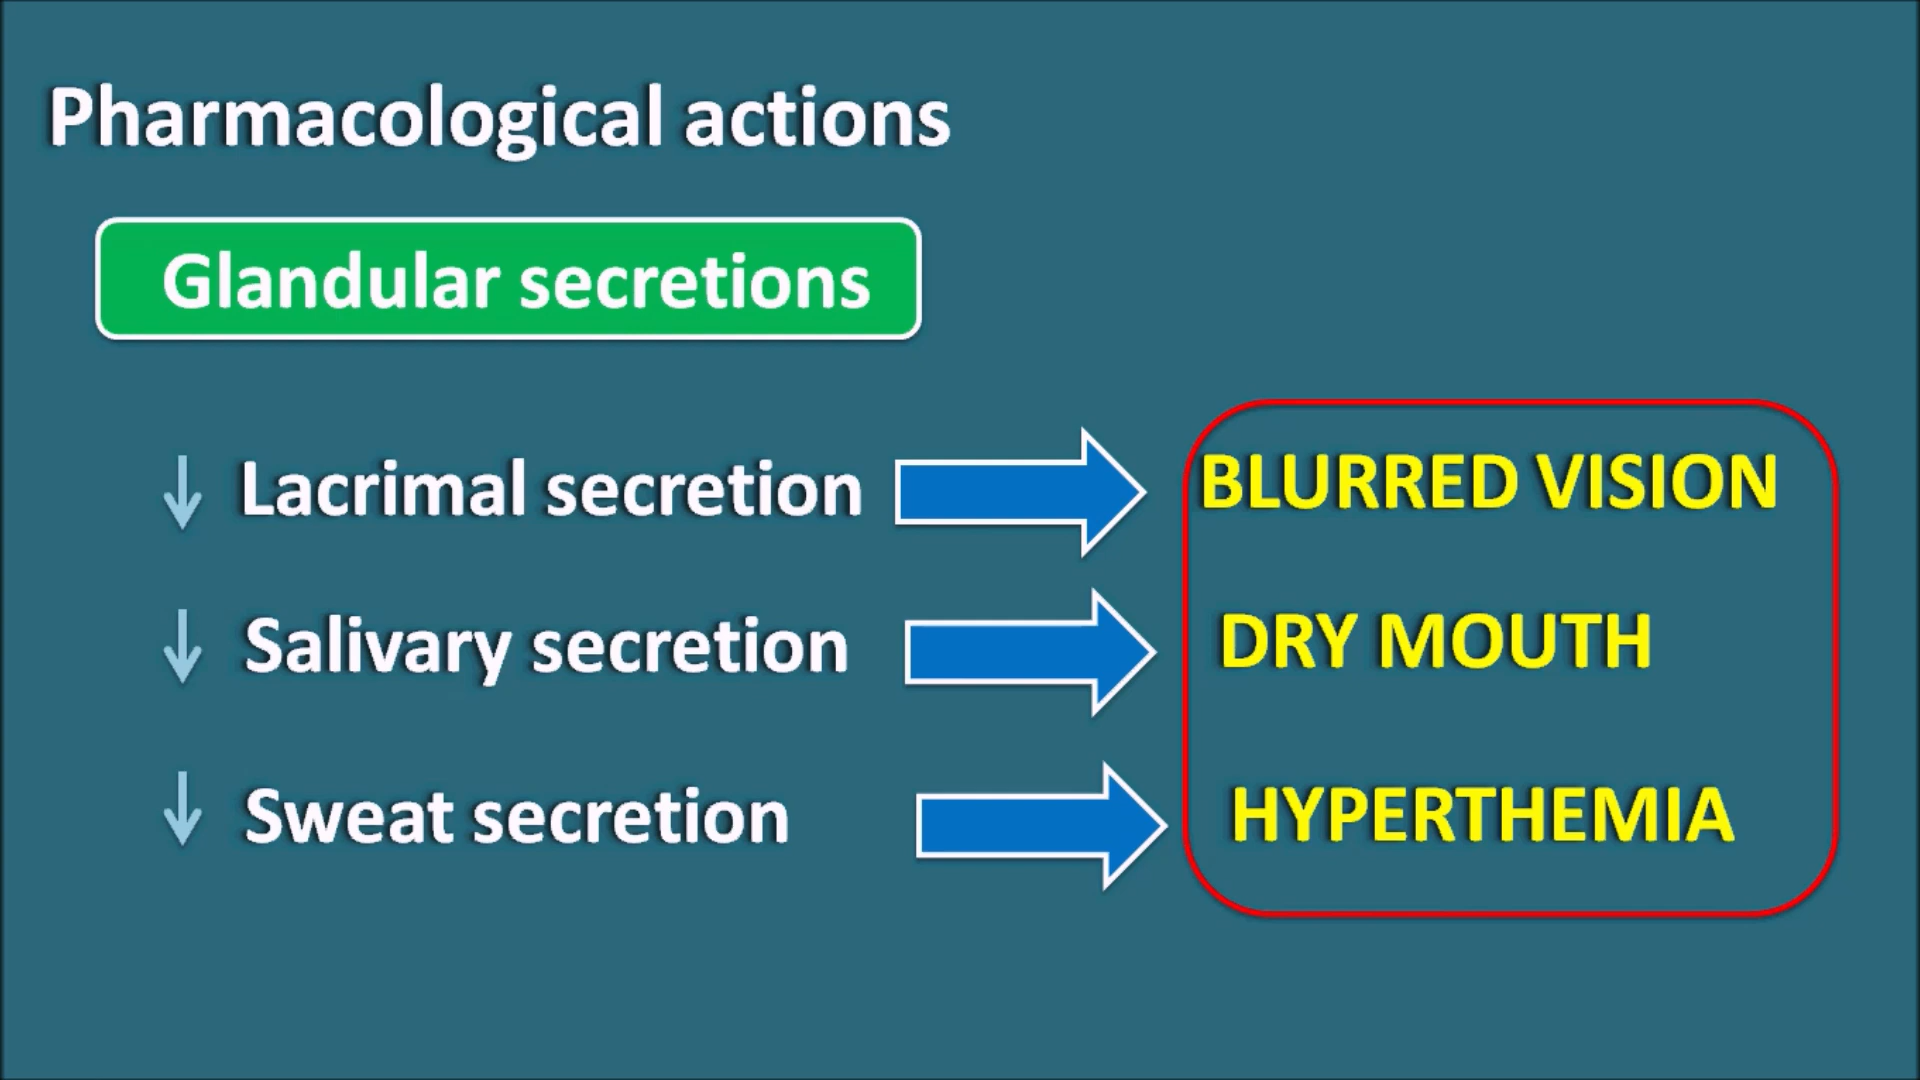 Pharmacological actions
Glandular secretions
↓ Lacrimal secretion BLURRED VISION
↓ Salivary secretion DRY MOUTH
↓ Sweat secretion HYPERTHEMIA